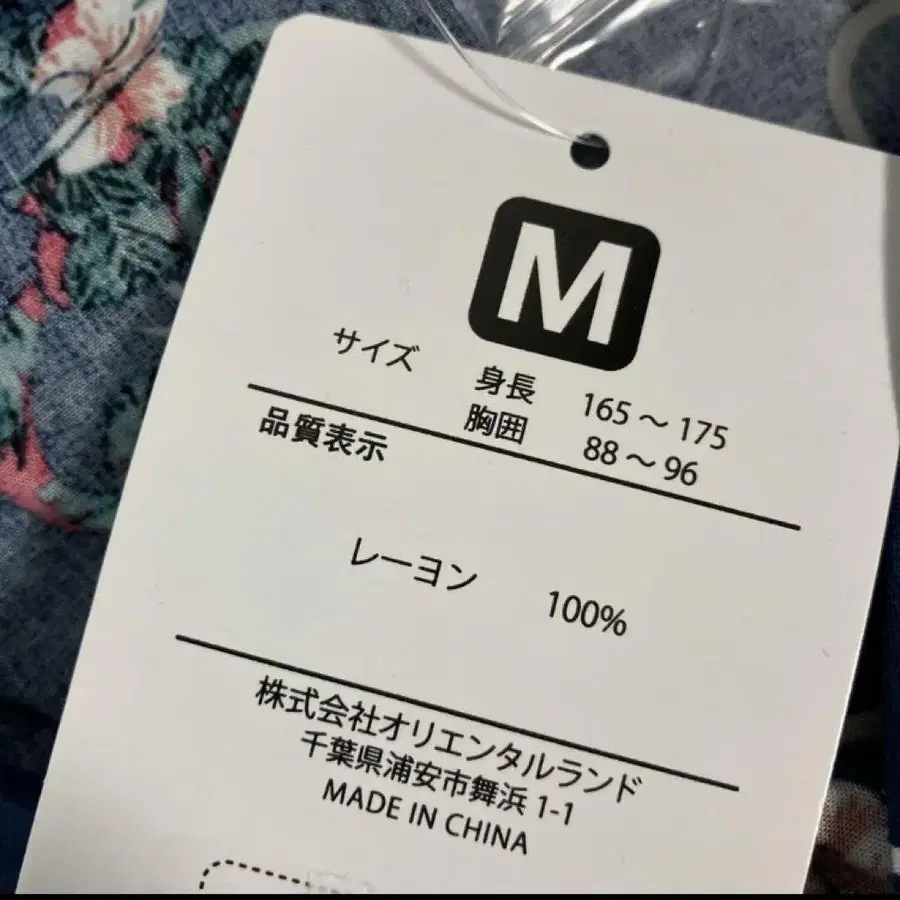 M
サイズ 身長 165～175
胸囲 88～96
品質表示
レーヨン 100%
株式会社オリエンタルランド
千葉県浦安市舞浜1-1
MADE IN CHINA